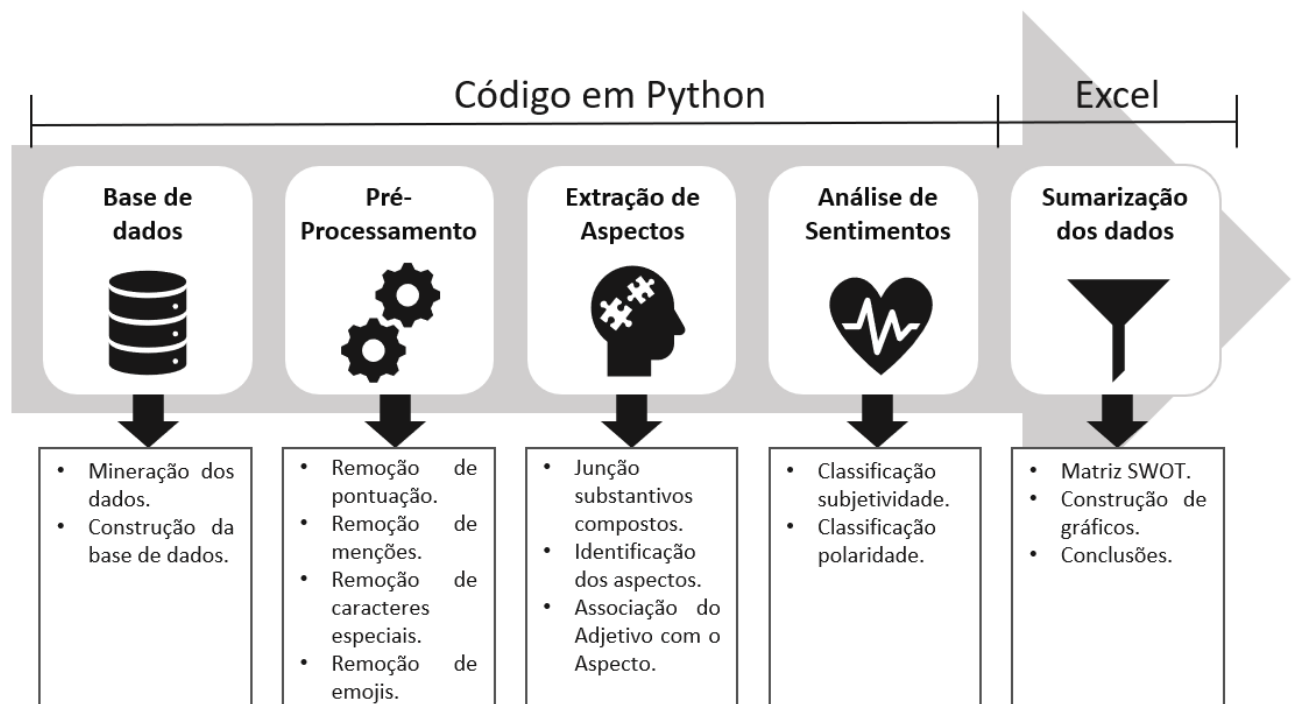 Código em Python
Excel
Base de
dados
Pré-
Processamento
Extração de
Aspectos
Análise de
Sentimentos
Sumarização
dos dados
• Mineração dos
dados.
• Construção da
base de dados.
• Remoção de
pontuação.
• Remoção de
menções.
• Remoção de
caracteres
especiais.
• Remoção de
emojis.
• Junção
substantivos
compostos.
• Identificação
dos aspectos.
• Associação do
Adjetivo com o
Aspecto.
• Classificação
subjetividade.
• Classificação
polaridade.
• Matriz SWOT.
• Construção de
gráficos.
• Conclusões.